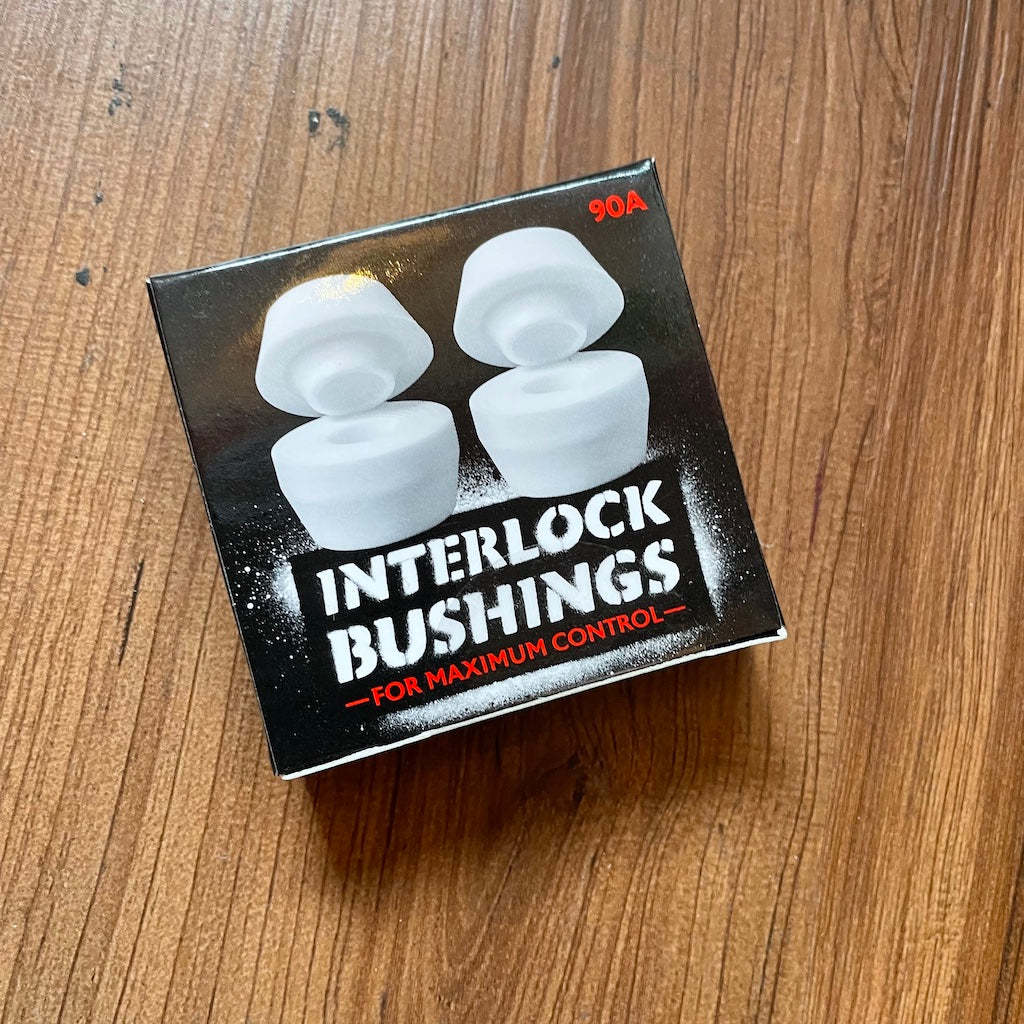 90A
INTERLOCK
BUSHINGS
—FOR MAXIMUM CONTROL—